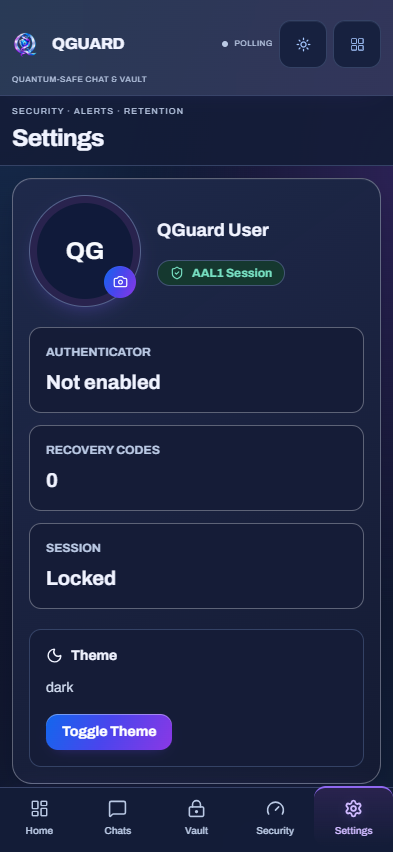 QGUARD
POLLING
QUANTUM-SAFE CHAT & VAULT
SECURITY · ALERTS · RETENTION
Settings
QG
QGuard User
AAL1 Session
AUTHENTICATOR
Not enabled
RECOVERY CODES
0
SESSION
Locked
Theme
dark
Toggle Theme
Home
Chats
Vault
Security
Settings